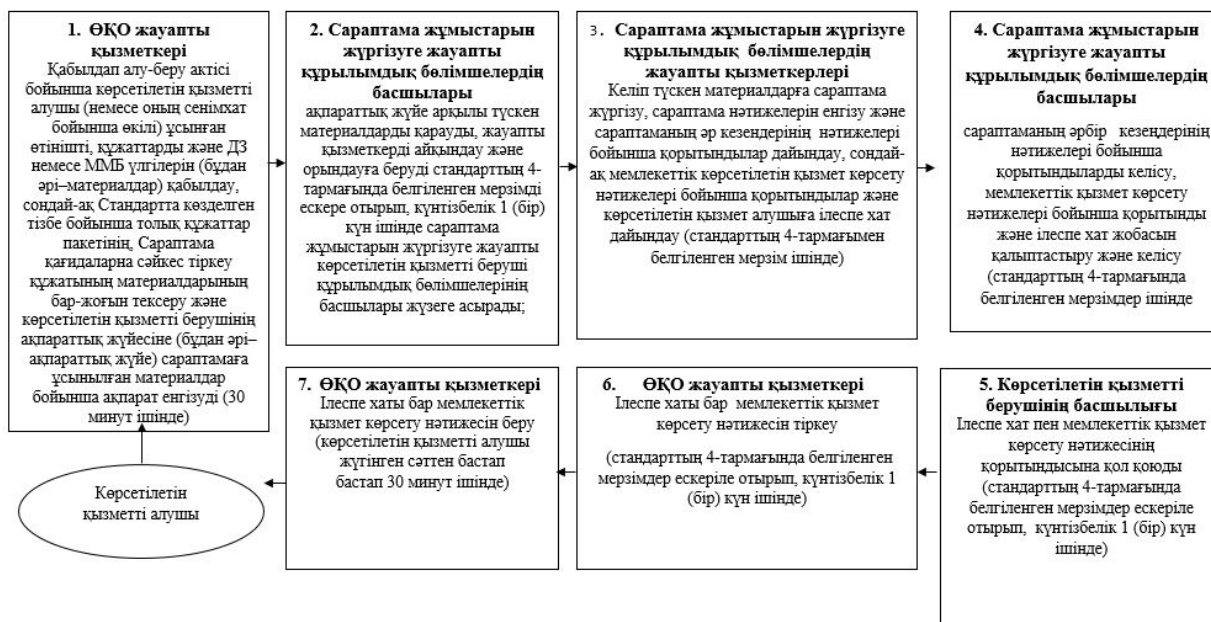 1. ӨҚО жауапты
қызметкері
Қабылдап алу-беру актісі
бойынша көрсетілетін қызметті
алушы (немесе оның сенімхат
бойынша өкілі) ұсынған
өтінішті, құжаттарды және ДЗ
немесе ММБ үлгілерін (бұдан
әрі–материалдар) қабылдау,
сондай-ақ Стандартта көзделген
тізбе бойынша толық құжаттар
пакетінің, Сараптама
қағидаларна сәйкес тіркеу
құжатының материалдарының
бар-жоғын тексеру және
көрсетілетін қызметті берушінің
ақпараттық жүйесіне (бұдан әрі–
ақпараттық жүйе) сараптамаға
ұсынылған материалдар
бойынша ақпарат енгізуді (30
минут ішінде)
2. Сараптама жұмыстарын
жүргізуге жауапты
құрылымдық бөлімшелердің
басшылары
ақпараттық жүйе арқылы түскен
материалдарды қарауды, жауапты
қызметкерді айқындау және
орындауға беруді стандарттың 4-
тармағында белгіленген мерзімді
ескере отырып, күнтізбелік 1 (бір)
күн ішінде сараптама
жұмыстарын жүргізуге жауапты
көрсетілетін қызметті беруші
құрылымдық бөлімшелерінің
басшылары жүзеге асырады;
3. Сараптама жұмыстарын жүргізуге
құрылымдық бөлімшелердің
жауапты қызметкерлері
Келіп түскен материалдарға сараптама
жүргізу, сараптама нәтижелерін енгізу және
сараптаманың әр кезендерінің нәтижелері
бойынша қорытындылар дайындау, сондай-
ақ мемлекеттік көрсетілетін қызмет көрсету
нәтижелері бойынша қорытындылар және
көрсетілетін қызмет алушыға ілеспе хат
дайындау (стандарттың 4-тармағымен
белгіленген мерзім ішінде)
4. Сараптама жұмыстарын
жүргізуге жауапты
құрылымдық бөлімшелердің
басшылары
сараптаманың әрбір кезеңдерінің
нәтижелері бойынша
қорытындыларды келісу,
мемлекеттік қызмет көрсету
нәтижелері бойынша қорытынды
және ілеспе хат жобасын
қалыптастыру және келісу
(стандарттың 4-тармағында
белгіленген мерзімдер ішінде
5. Көрсетілетін қызметті
берушінің басшылығы
Ілеспе хат пен мемлекеттік қызмет
көрсету нәтижесінің
қорытындысына қол қоюды
(стандарттың 4-тармағында
белгіленген мерзімдер ескеріле
отырып, күнтізбелік 1 (бір) күн
ішінде)
6. ӨҚО жауапты қызметкері
Ілеспе хаты бар мемлекеттік қызмет
көрсету нәтижесін тіркеу
(стандарттың 4-тармағында белгіленген
мерзімдер ескеріле отырып, күнтізбелік 1
(бір) күн ішінде)
7. ӨҚО жауапты қызметкері
Ілеспе хаты бар мемлекеттік
қызмет көрсету нәтижесін беру
(көрсетілетін қызметті алушы
жүгінген сәттен бастап
бастап 30 минут ішінде)
Көрсетілетін
қызметті алушы